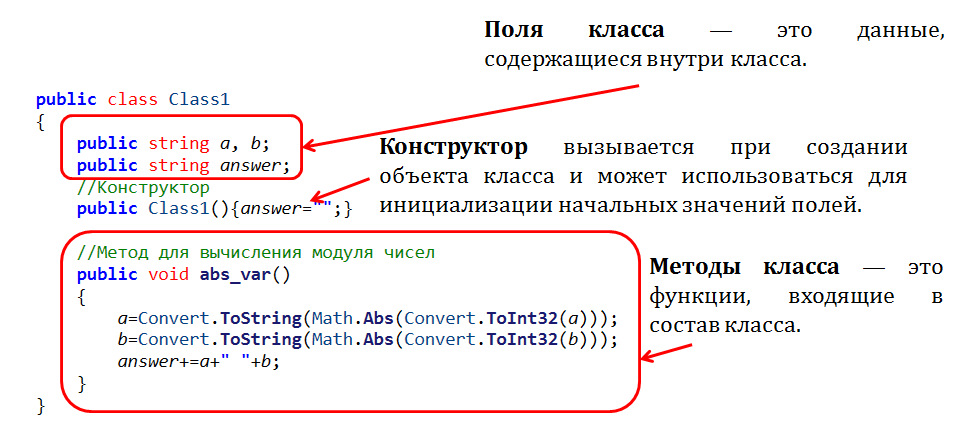 Поля класса — это данные,
содержащиеся внутри класса.
public class Class1
{
public string a, b;
public string answer;
//Конструктор
public Class1(){answer="";}
Конструктор вызывается при создании
объекта класса и может использоваться для
инициализации начальных значений полей.
//Метод для вычисления модуля чисел
public void abs_var()
{
a=Convert.ToString(Math.Abs(Convert.ToInt32(a)));
b=Convert.ToString(Math.Abs(Convert.ToInt32(b)));
answer+=a+" "+b;
}
}
Методы класса — это
функции, входящие в
состав класса.